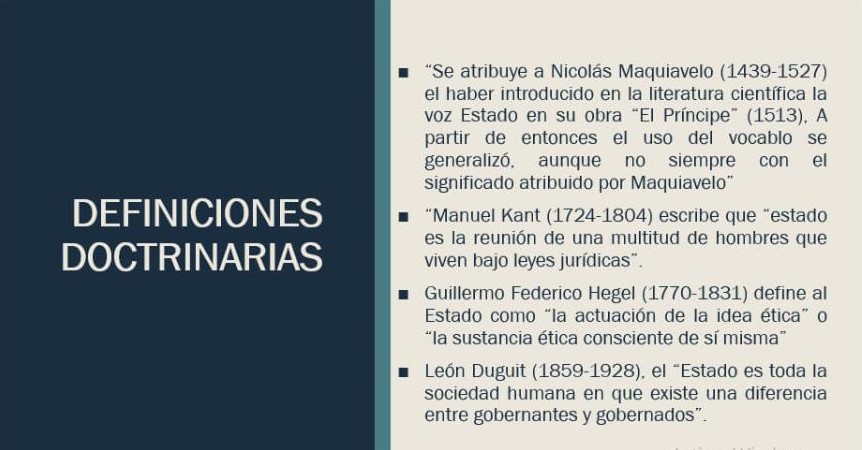 DEFINICIONES
DOCTRINARIAS
▪ “Se atribuye a Nicolás Maquiavelo (1439-1527)
el haber introducido en la literatura científica la
voz Estado en su obra “El Príncipe” (1513), A
partir de entonces el uso del vocablo se
generalizó, aunque no siempre con el
significado atribuido por Maquiavelo”
▪ “Manuel Kant (1724-1804) escribe que “estado
es la reunión de una multitud de hombres que
viven bajo leyes jurídicas”.
▪ Guillermo Federico Hegel (1770-1831) define al
Estado como “la actuación de la idea ética” o
“la sustancia ética consciente de sí misma”
▪ León Duguit (1859-1928), el “Estado es toda la
sociedad humana en que existe una diferencia
entre gobernantes y gobernados”.